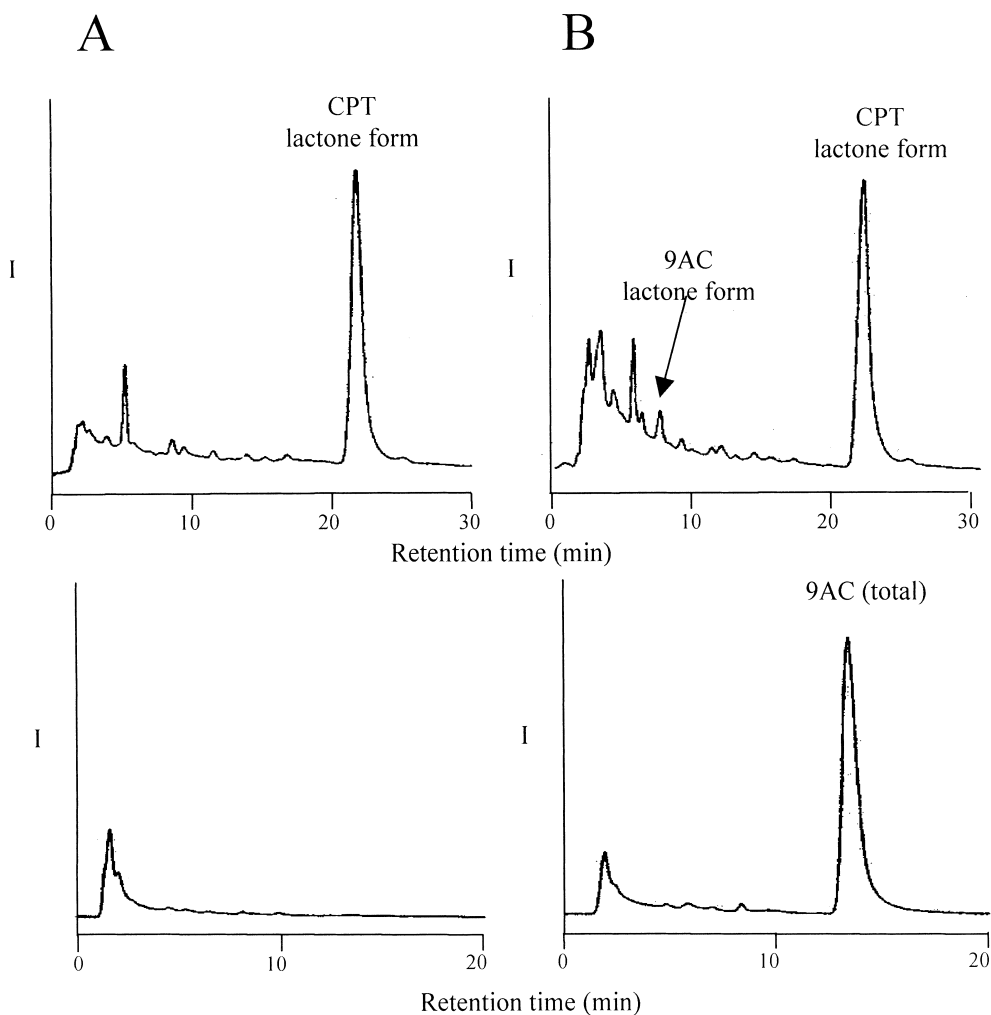 A
B
CPT
lactone form
CPT
lactone form
9AC
lactone form
I
I
0 10 20 30
0 10 20 30
Retention time (min)
9AC (total)
I
I
0 10 20
0 10 20
Retention time (min)